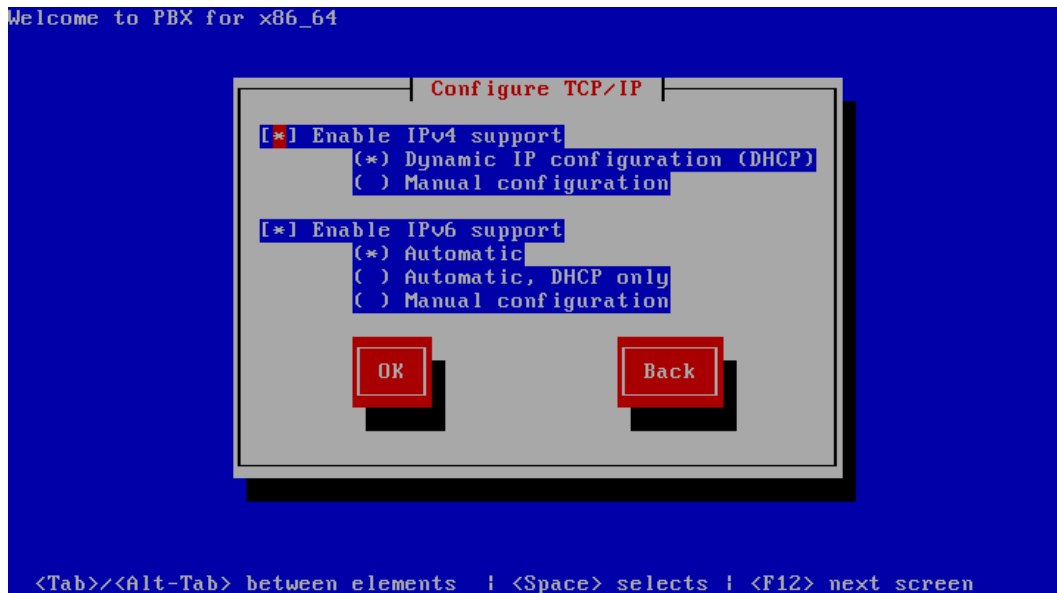 Welcome to PBX for x86_64
Configure TCP/IP
[*] Enable IPv4 support
(*) Dynamic IP configuration (DHCP)
( ) Manual configuration
[*] Enable IPv6 support
(*) Automatic
( ) Automatic, DHCP only
( ) Manual configuration
OK Back
<Tab>/<Alt-Tab> between elements | <Space> selects | <F12> next screen